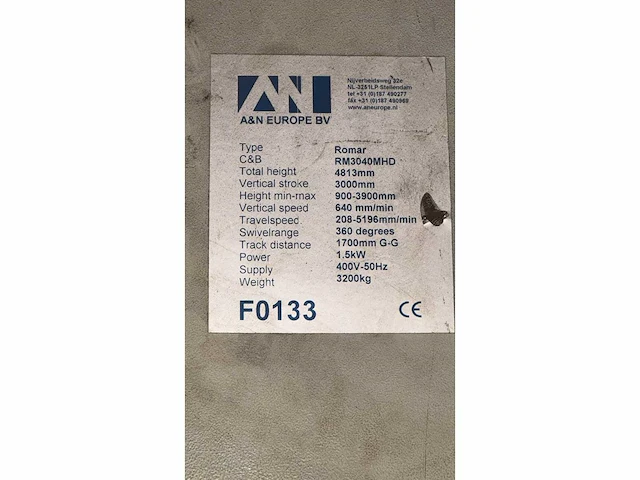 AN
A&N EUROPE BV
Nijverheidsweg 32e
NL-3251LP Stellendam
tel +31 (0)187 490277
fax +31 (0)187 490969
www.aneurope.nl
Type Romar
C&B RM3040MHD
Total height 4813mm
Vertical stroke 3000mm
Height min-max 900-3900mm
Vertical speed 640 mm/min
Travelspeed. 208-5196mm/min
Swivelrange 360 degrees
Track distance 1700mm G-G
Power 1.5kW
Supply 400V-50Hz
Weight 3200kg
F0133 CE